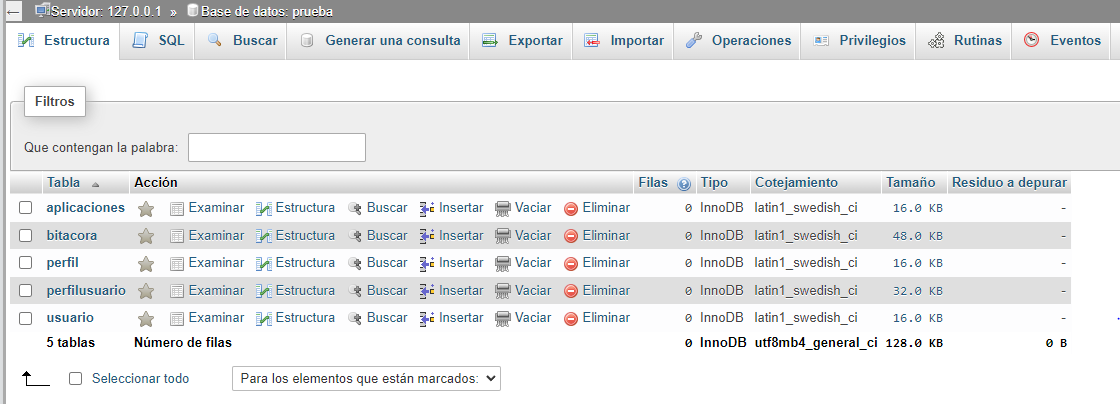 Servidor: 127.0.0.1 » Base de datos: prueba
Estructura SQL Buscar Generar una consulta Exportar Importar Operaciones Privilegios Rutinas Eventos
Filtros
Que contengan la palabra:
Tabla Acción Filas Tipo Cotejamiento Tamaño Residuo a depurar
aplicaciones Examinar Estructura Buscar Insertar Vaciar Eliminar 0 InnoDB latin1_swedish_ci 16.0 KB -
bitacora Examinar Estructura Buscar Insertar Vaciar Eliminar 0 InnoDB latin1_swedish_ci 48.0 KB -
perfil Examinar Estructura Buscar Insertar Vaciar Eliminar 0 InnoDB latin1_swedish_ci 16.0 KB -
perfilusuario Examinar Estructura Buscar Insertar Vaciar Eliminar 0 InnoDB latin1_swedish_ci 32.0 KB -
usuario Examinar Estructura Buscar Insertar Vaciar Eliminar 0 InnoDB latin1_swedish_ci 16.0 KB -
5 tablas Número de filas 0 InnoDB utf8mb4_general_ci 128.0 KB 0 B
Seleccionar todo Para los elementos que están marcados: